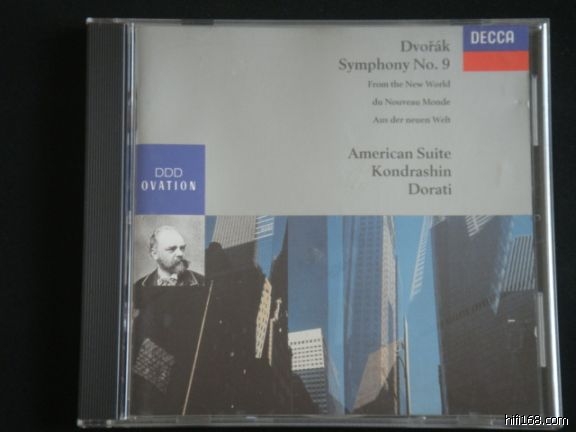 Dvořák
DECCA
Symphony No. 9
From the New World
du Nouveau Monde
Aus der neuen Welt
American Suite
Kondrashin
Dorati
DDD
OVATION
hifi168.com